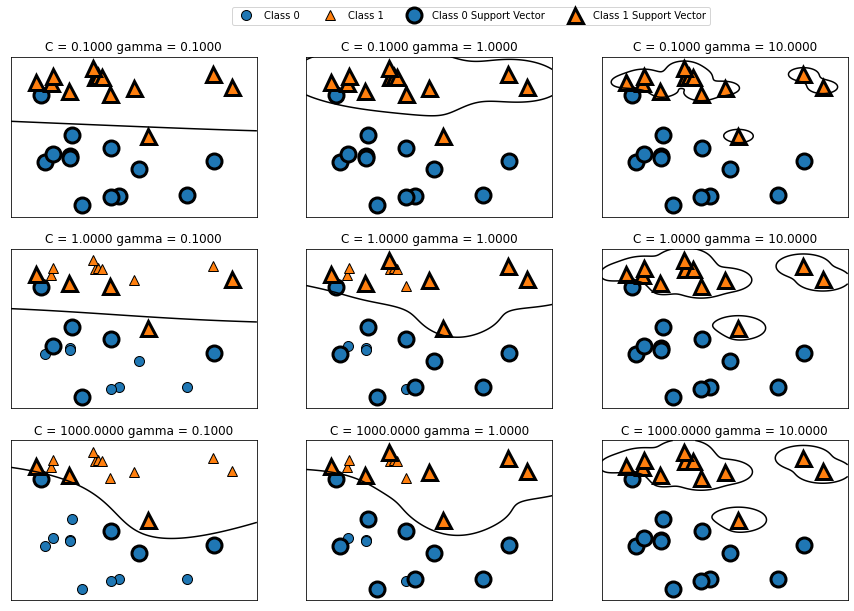 Class 0 Class 1 Class 0 Support Vector Class 1 Support Vector
C = 0.1000 gamma = 0.1000 C = 0.1000 gamma = 1.0000 C = 0.1000 gamma = 10.0000
C = 1.0000 gamma = 0.1000 C = 1.0000 gamma = 1.0000 C = 1.0000 gamma = 10.0000
C = 1000.0000 gamma = 0.1000 C = 1000.0000 gamma = 1.0000 C = 1000.0000 gamma = 10.0000